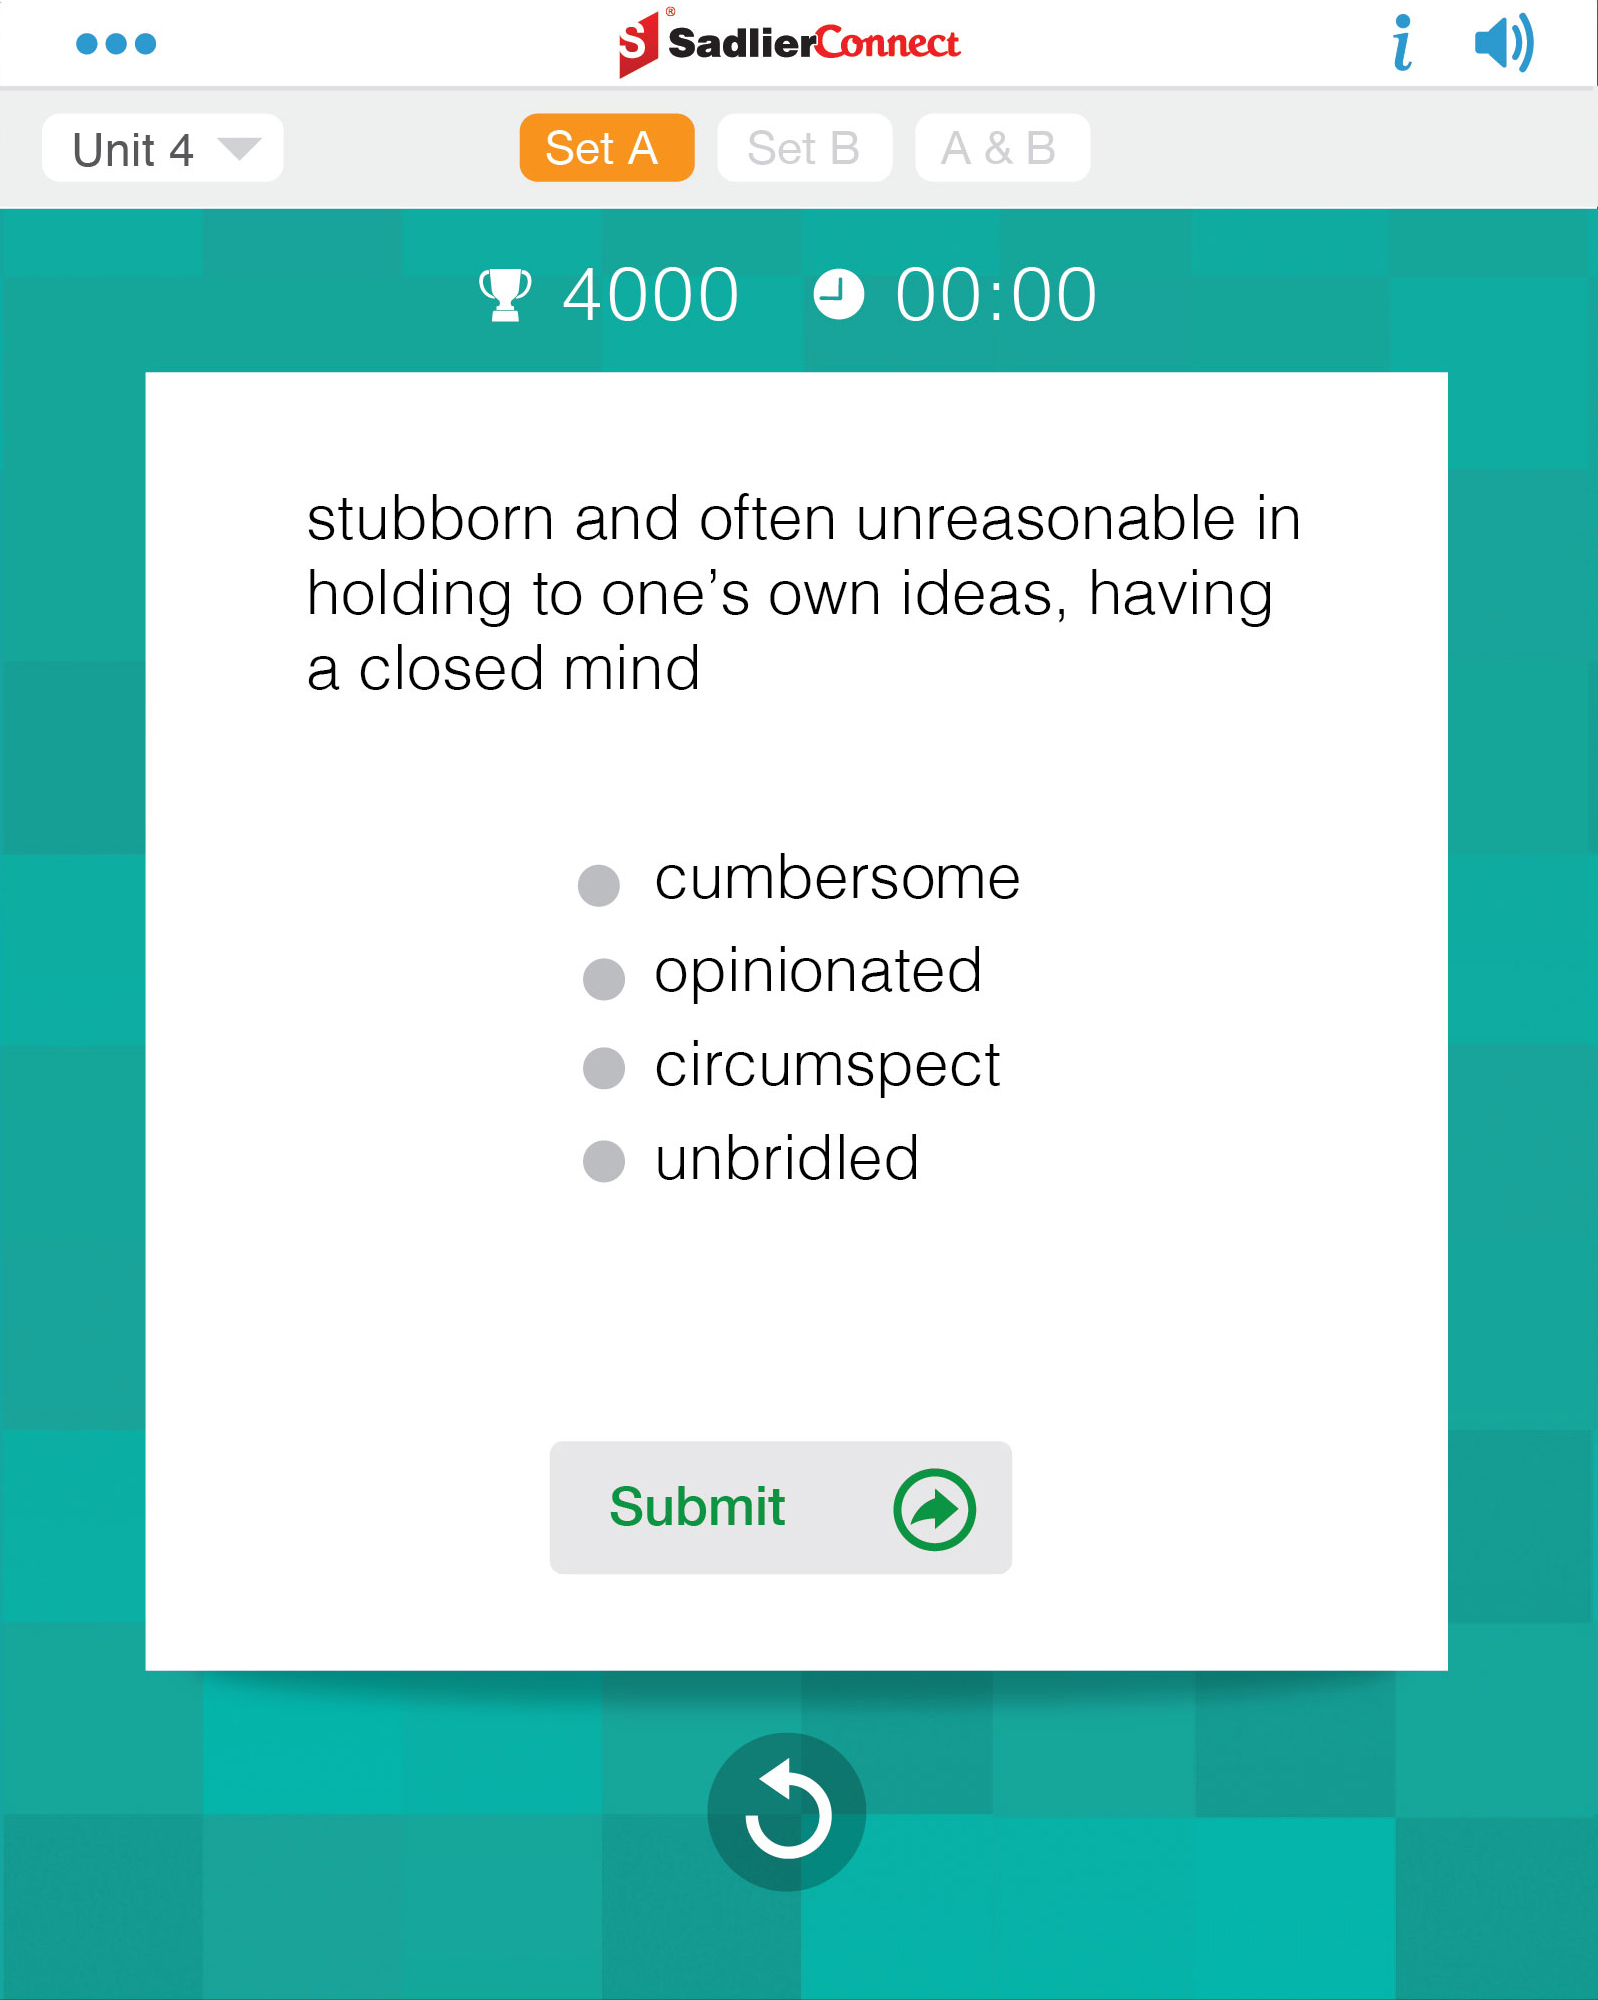 S® SadlierConnect i
Unit 4 Set A Set B A & B
4000 00:00
stubborn and often unreasonable in
holding to one’s own ideas, having
a closed mind
cumbersome
opinionated
circumspect
unbridled
Submit